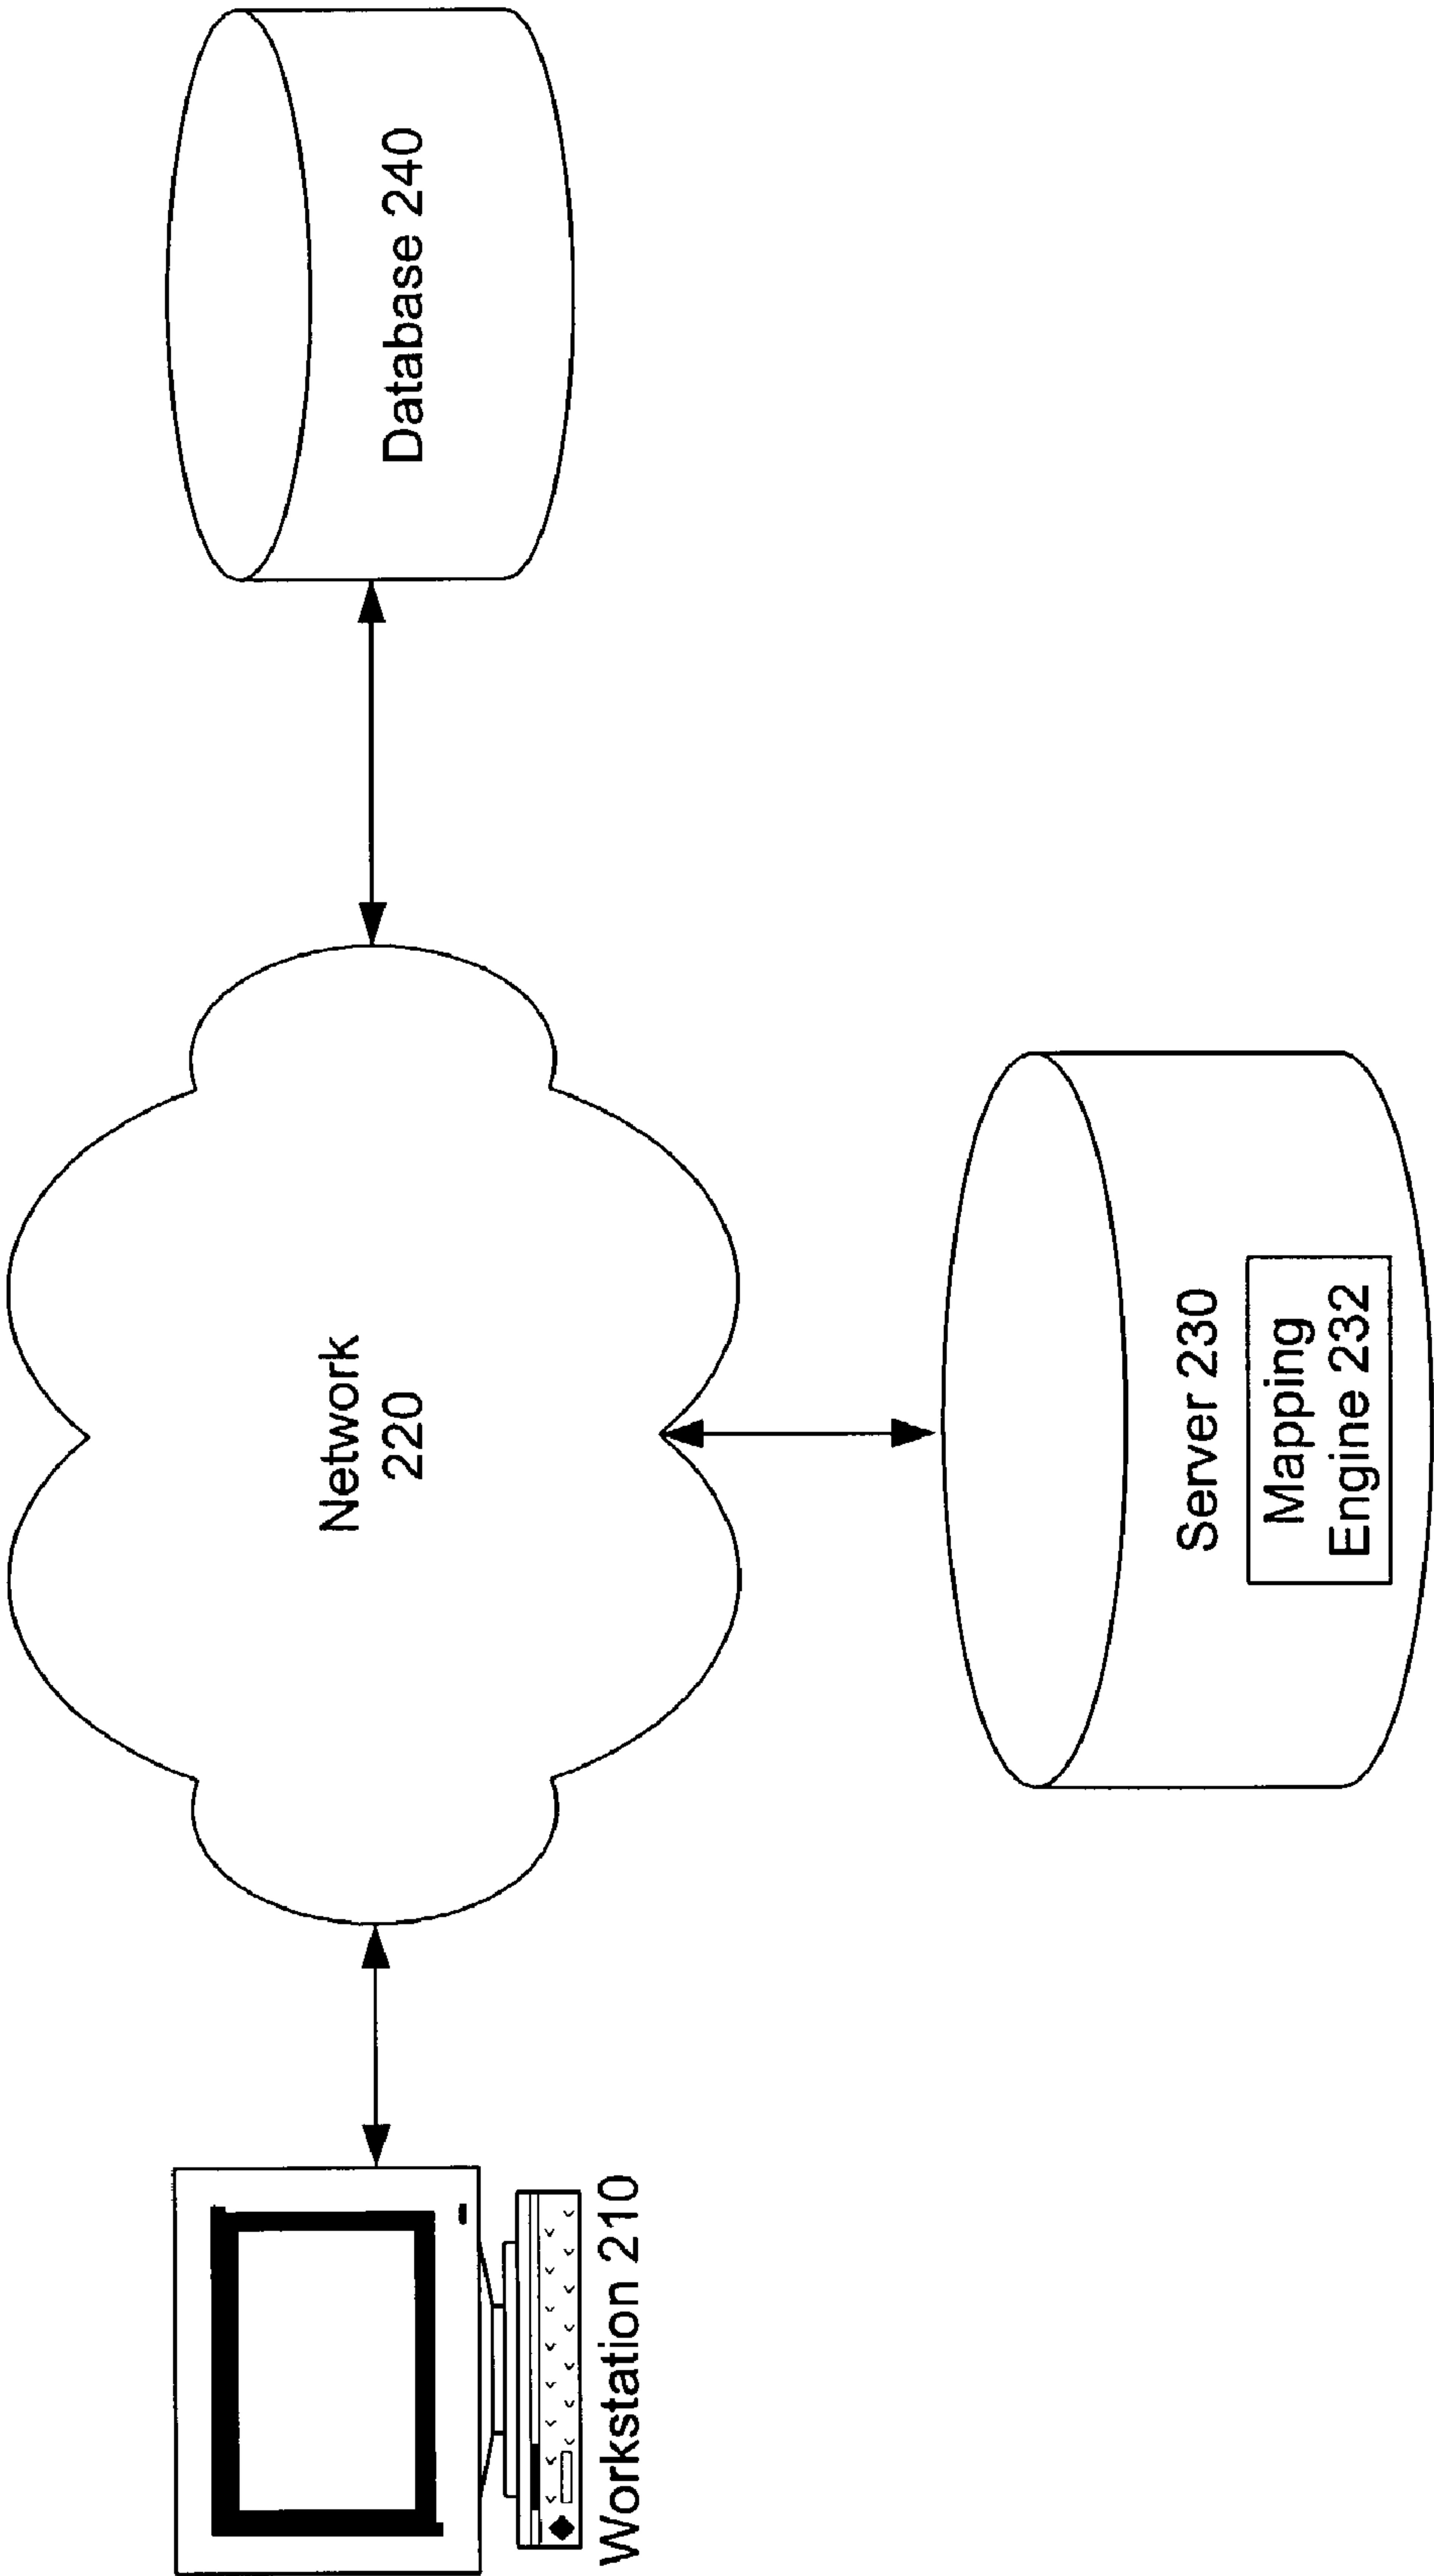 Workstation 210
Network
220
Database 240
Server 230
Mapping
Engine 232